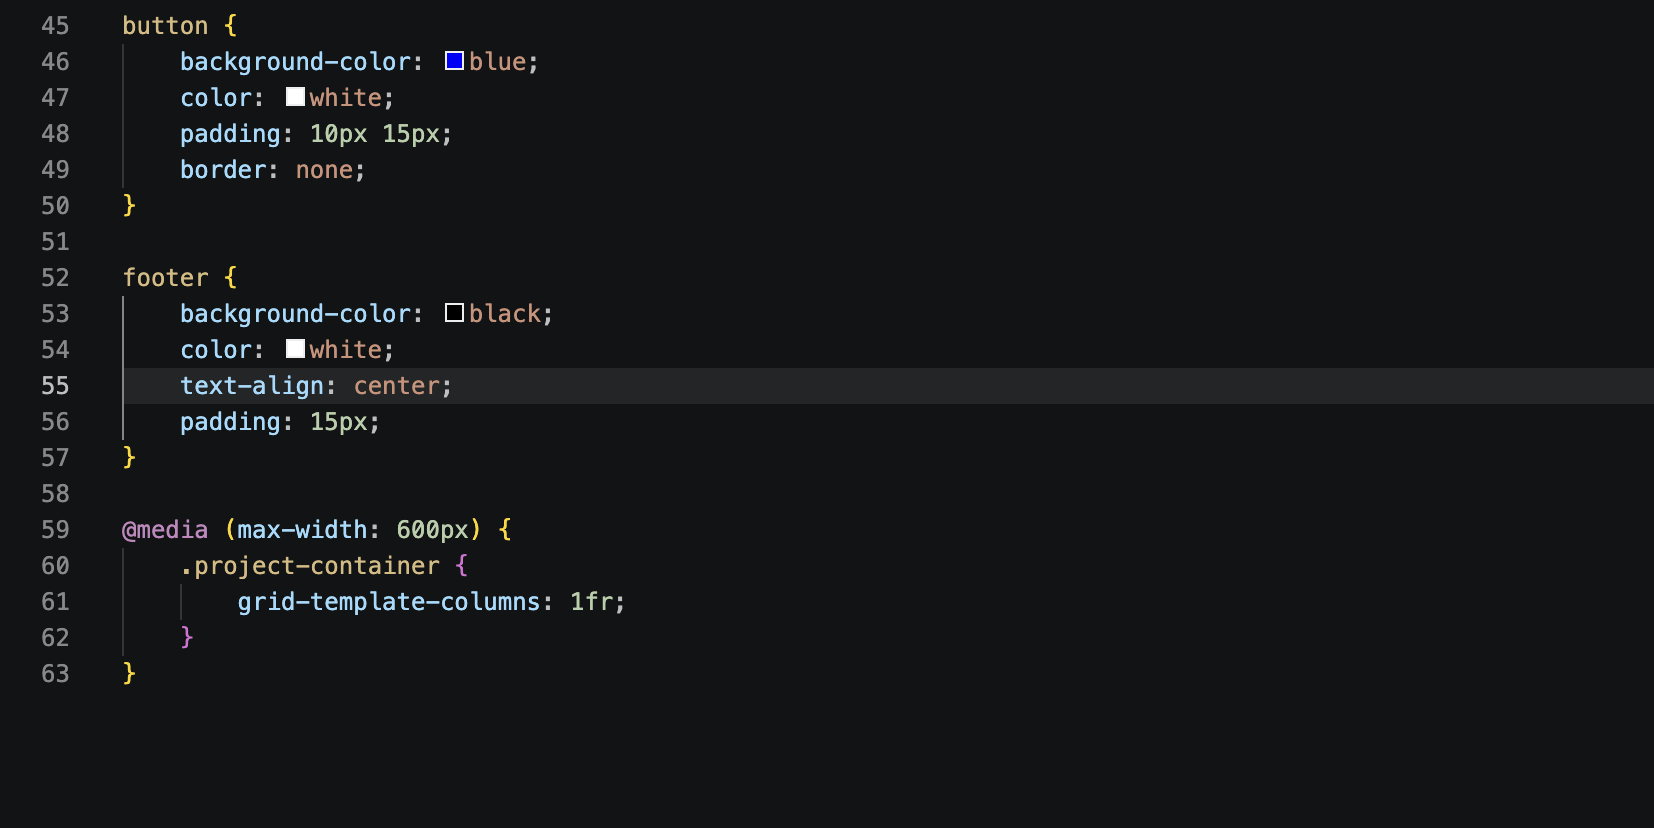 45 button {
46     background-color: blue;
47     color: white;
48     padding: 10px 15px;
49     border: none;
50 }
51
52 footer {
53     background-color: black;
54     color: white;
55     text-align: center;
56     padding: 15px;
57 }
58
59 @media (max-width: 600px) {
60     .project-container {
61         grid-template-columns: 1fr;
62     }
63 }